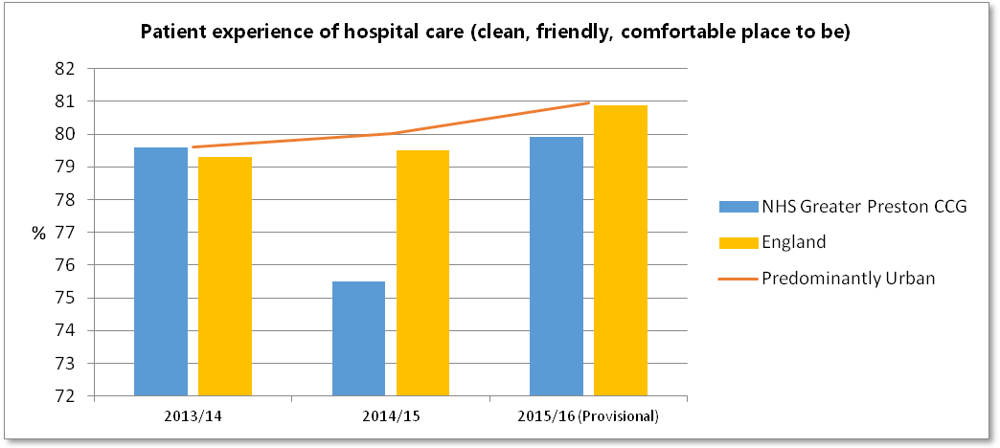 Patient experience of hospital care (clean, friendly, comfortable place to be)
82
81
80
79
78
77
76
75
74
73
72
%
2013/14
2014/15
2015/16 (Provisional)
NHS Greater Preston CCG
England
Predominantly Urban